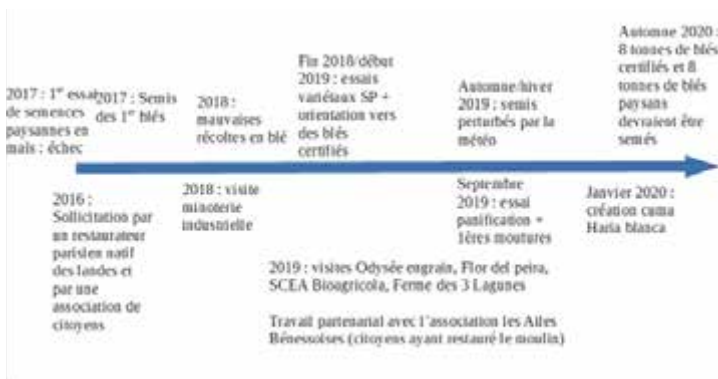 2017 : 1er essai
de semences
paysannes en
maïs : échec
2017 : Semis
des 1er blés
2018 :
mauvaises
récoltes en blé
Fin 2018/début
2019 : essais
variétaux SP +
orientation vers
des blés
certifiés
Automne/hiver
2019 : semis
perturbés par la
météo
Automne 2020 :
8 tonnes de blés
certifiés et 8
tonnes de blés
paysans
devraient être
semés
2016 :
Sollicitation par
un restaurateur
parisien natif
des landes et
par une
association de
citoyens
2018 : visite
minoterie
industrielle
Septembre
2019 : essai
panification +
1ères moutures
Janvier 2020 :
création cuma
Haria blanca
2019 : visites Odysée engrain, Flor del peira,
SCEA Bioagricola, Ferme des 3 Lagunes
Travail partenarial avec l'association les Ailes
Bénessoises (citoyens ayant restauré le moulin)